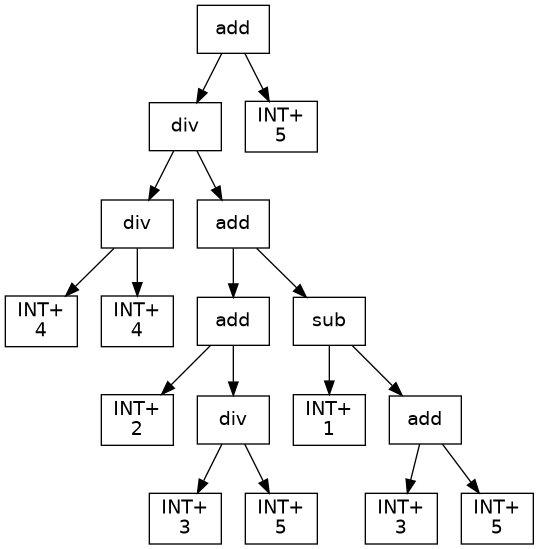 add
div
INT+
5
div
add
INT+
4
INT+
4
add
sub
INT+
2
div
INT+
1
add
INT+
3
INT+
5
INT+
3
INT+
5